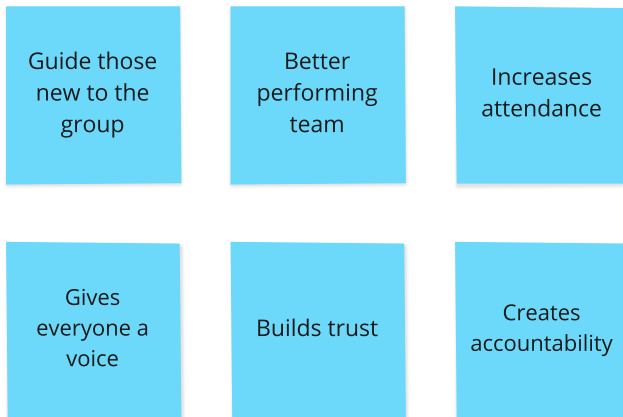 Guide those
new to the
group
Better
performing
team
Increases
attendance
Gives
everyone a
voice
Builds trust
Creates
accountability